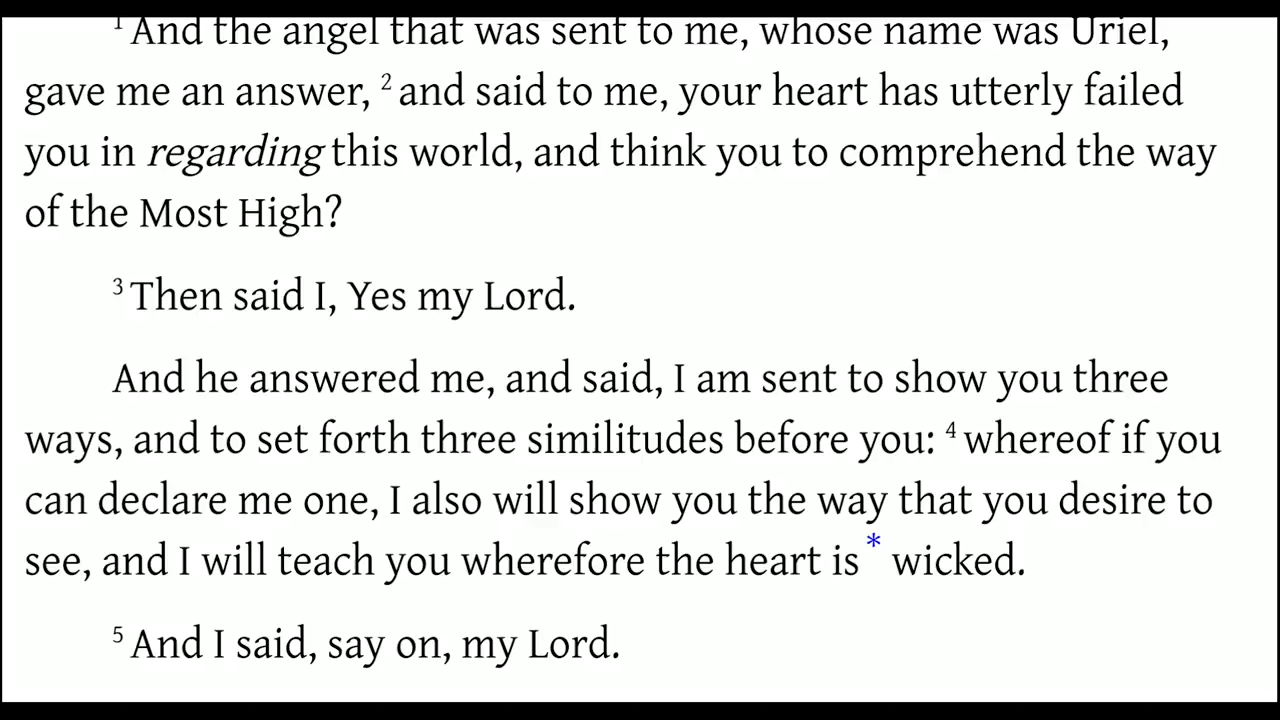 ¹ And the angel that was sent to me, whose name was Uriel,
gave me an answer, ² and said to me, your heart has utterly failed
you in regarding this world, and think you to comprehend the way
of the Most High?
³ Then said I, Yes my Lord.
And he answered me, and said, I am sent to show you three
ways, and to set forth three similitudes before you: ⁴ whereof if you
can declare me one, I also will show you the way that you desire to
see, and I will teach you wherefore the heart is * wicked.
⁵ And I said, say on, my Lord.